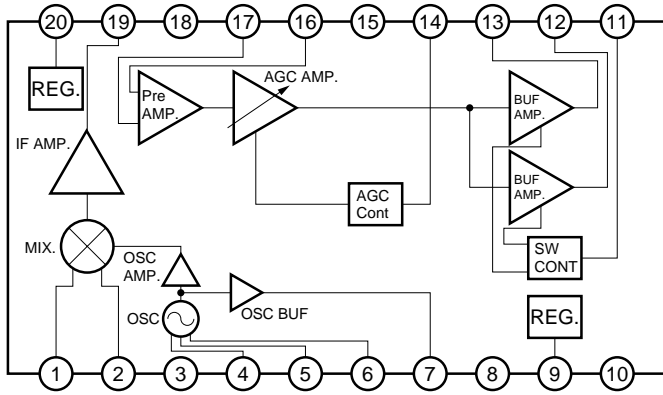 20 19 18 17 16 15 14 13 12 11
REG.
Pre
AMP.
AGC AMP.
BUF
AMP.
IF AMP.
BUF
AMP.
AGC
Cont
MIX.
OSC
AMP.
SW
CONT
OSC
OSC BUF
REG.
1 2 3 4 5 6 7 8 9 10